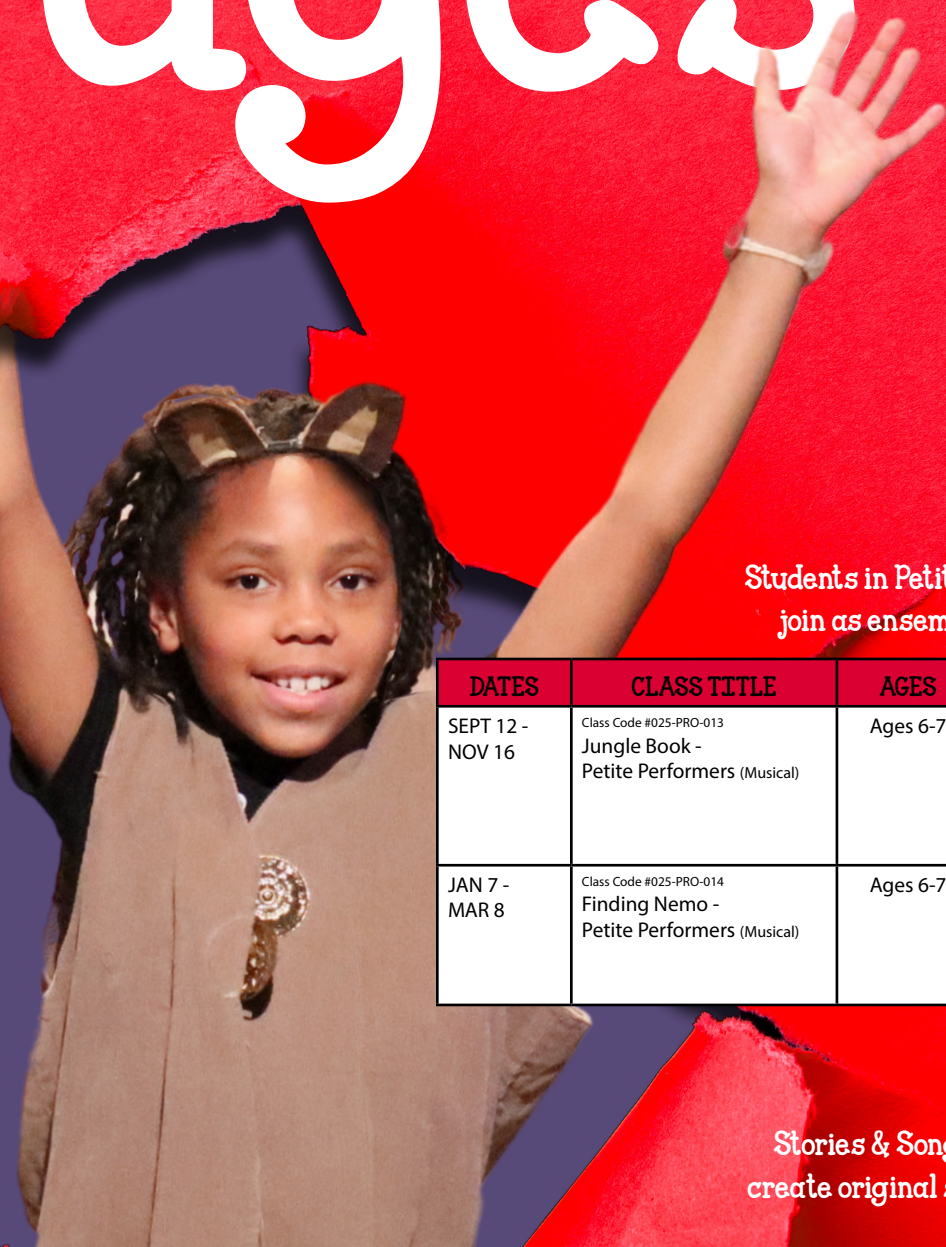 ages
Students in Petit
join as ensem
DATES CLASS TITLE AGES
SEPT 12 -
NOV 16
Class Code #025-PRO-013
Jungle Book -
Petite Performers (Musical)
Ages 6-7
JAN 7 -
MAR 8
Class Code #025-PRO-014
Finding Nemo -
Petite Performers (Musical)
Ages 6-7
Stories & Song
create original